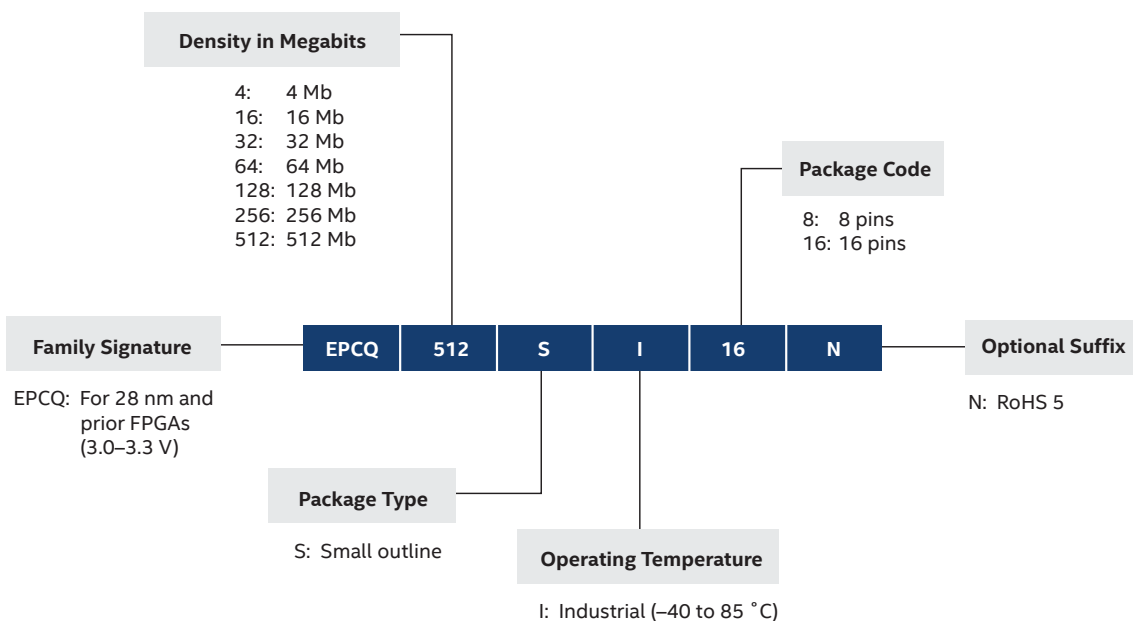 Density in Megabits
4: 4 Mb
16: 16 Mb
32: 32 Mb
64: 64 Mb
128: 128 Mb
256: 256 Mb
512: 512 Mb
Package Code
8: 8 pins
16: 16 pins
Family Signature
EPCQ: For 28 nm and
prior FPGAs
(3.0–3.3 V)
EPCQ 512 S I 16 N
Optional Suffix
N: RoHS 5
Package Type
S: Small outline
Operating Temperature
I: Industrial (–40 to 85 ˚C)